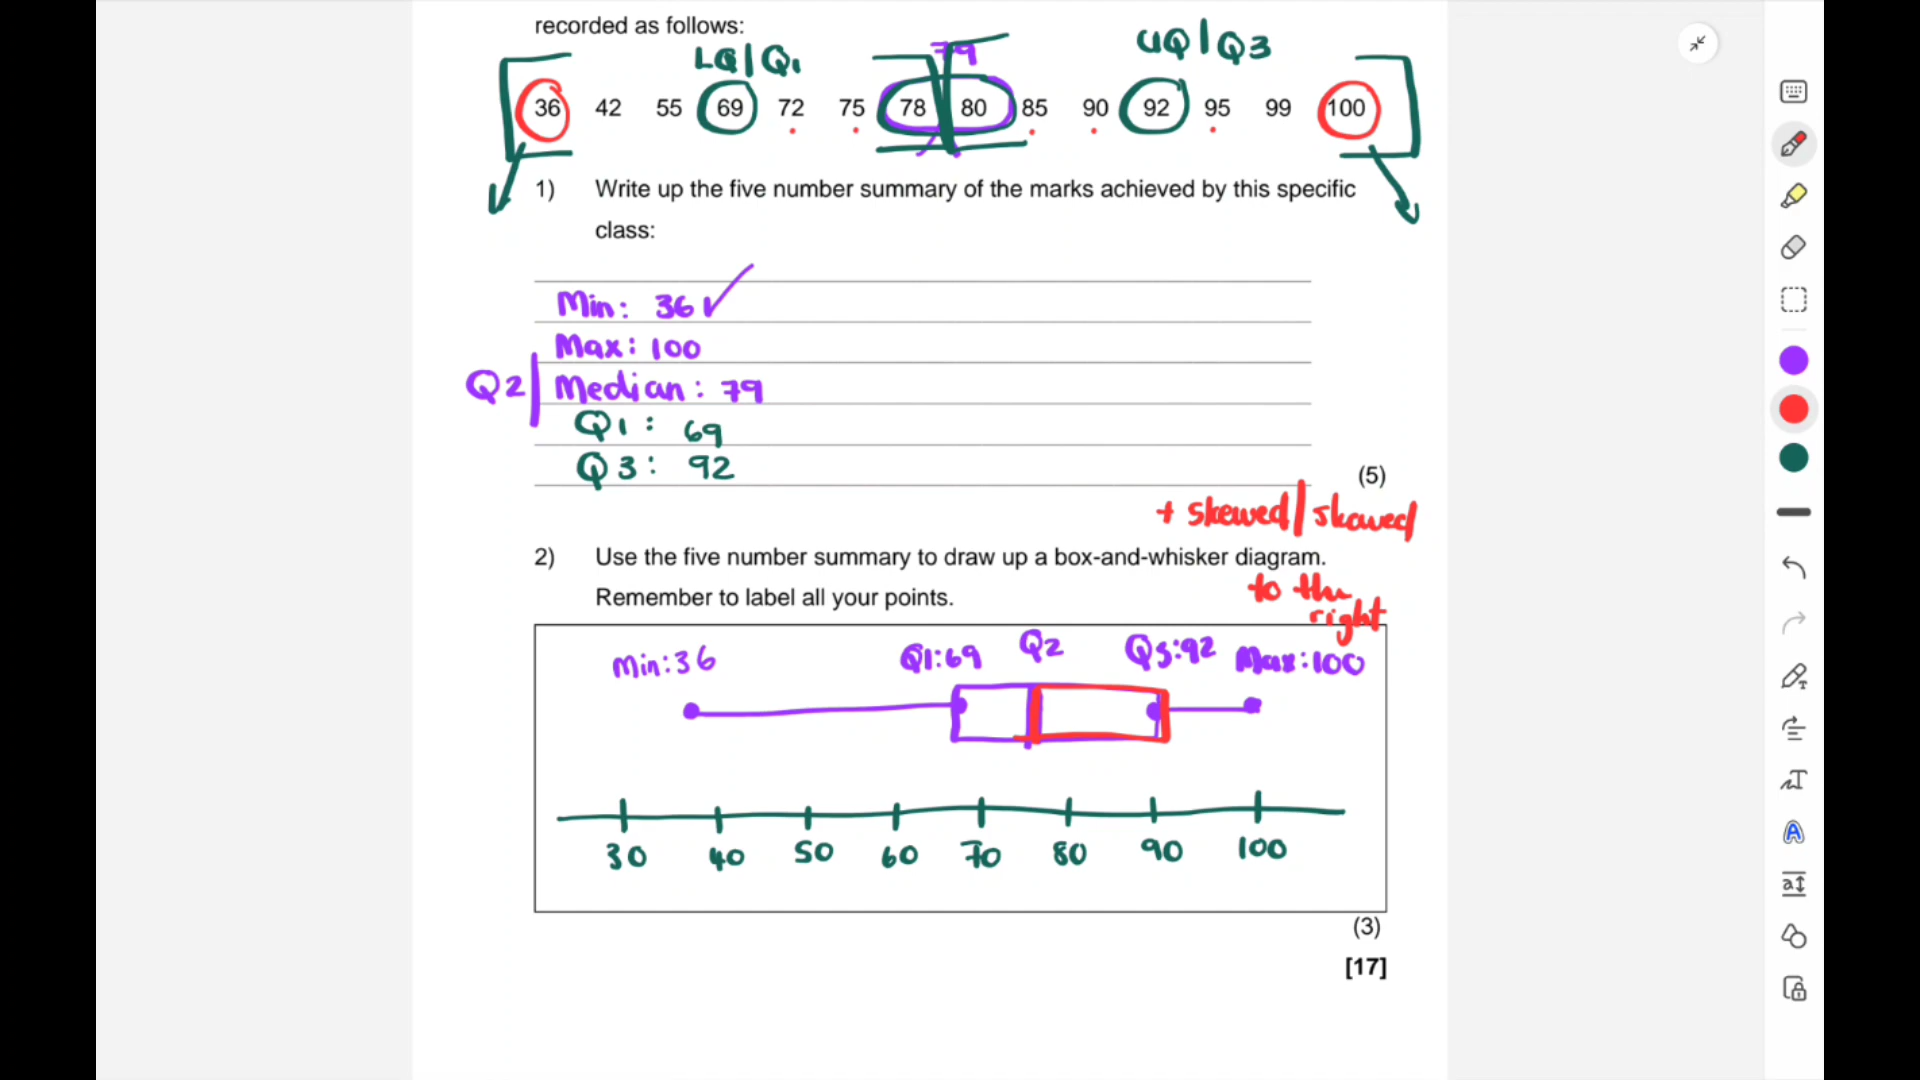 recorded as follows:
LQ|Q1 79 UQ|Q3
36 42 55 69 72 75 78 80 85 90 92 95 99 100
1) Write up the five number summary of the marks achieved by this specific
class:
Min: 36 ✓
Max: 100
Q2 | Median: 79
Q1: 69
Q3: 92
(5)
+ skewed/skewed
2) Use the five number summary to draw up a box-and-whisker diagram.
Remember to label all your points.
to the
right
Min:36 Q1:69 Q2 Q3:92 Max:100
30 40 50 60 70 80 90 100
(3)
[17]